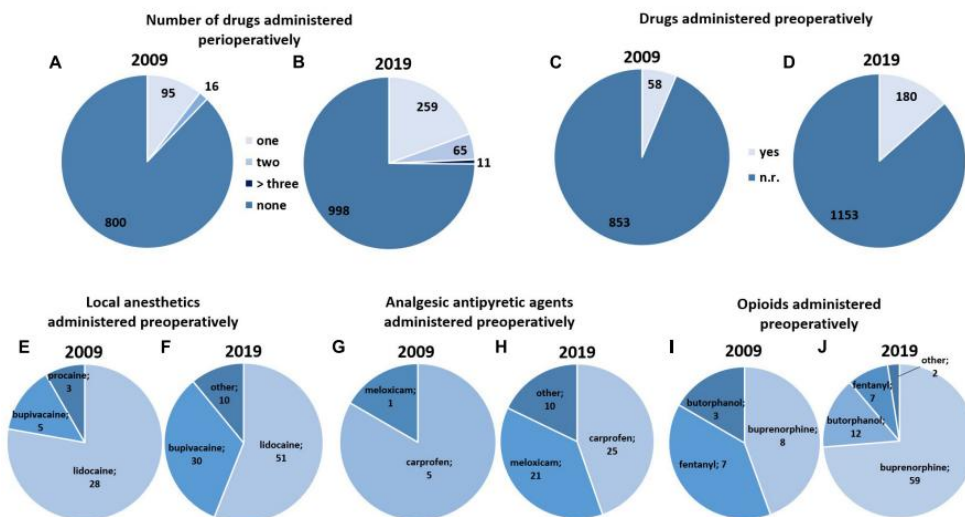 Number of drugs administered
perioperatively
Drugs administered preoperatively
A
2009
B
2019
C
2009
D
2019
95
16
800
one
two
> three
none
259
65
11
998
58
853
yes
n.r.
180
1153
Local anesthetics
administered preoperatively
Analgesic antipyretic agents
administered preoperatively
Opioids administered
preoperatively
E
2009
F
2019
G
2009
H
2019
I
2009
J
2019
procaine;
3
bupivacaine;
5
lidocaine;
28
other;
10
bupivacaine;
30
lidocaine;
51
meloxicam;
1
carprofen;
5
other;
10
carprofen;
25
meloxicam;
21
butorphanol;
3
buprenorphine;
8
fentanyl; 7
other;
2
fentanyl;
7
butorphanol;
12
buprenorphine;
59